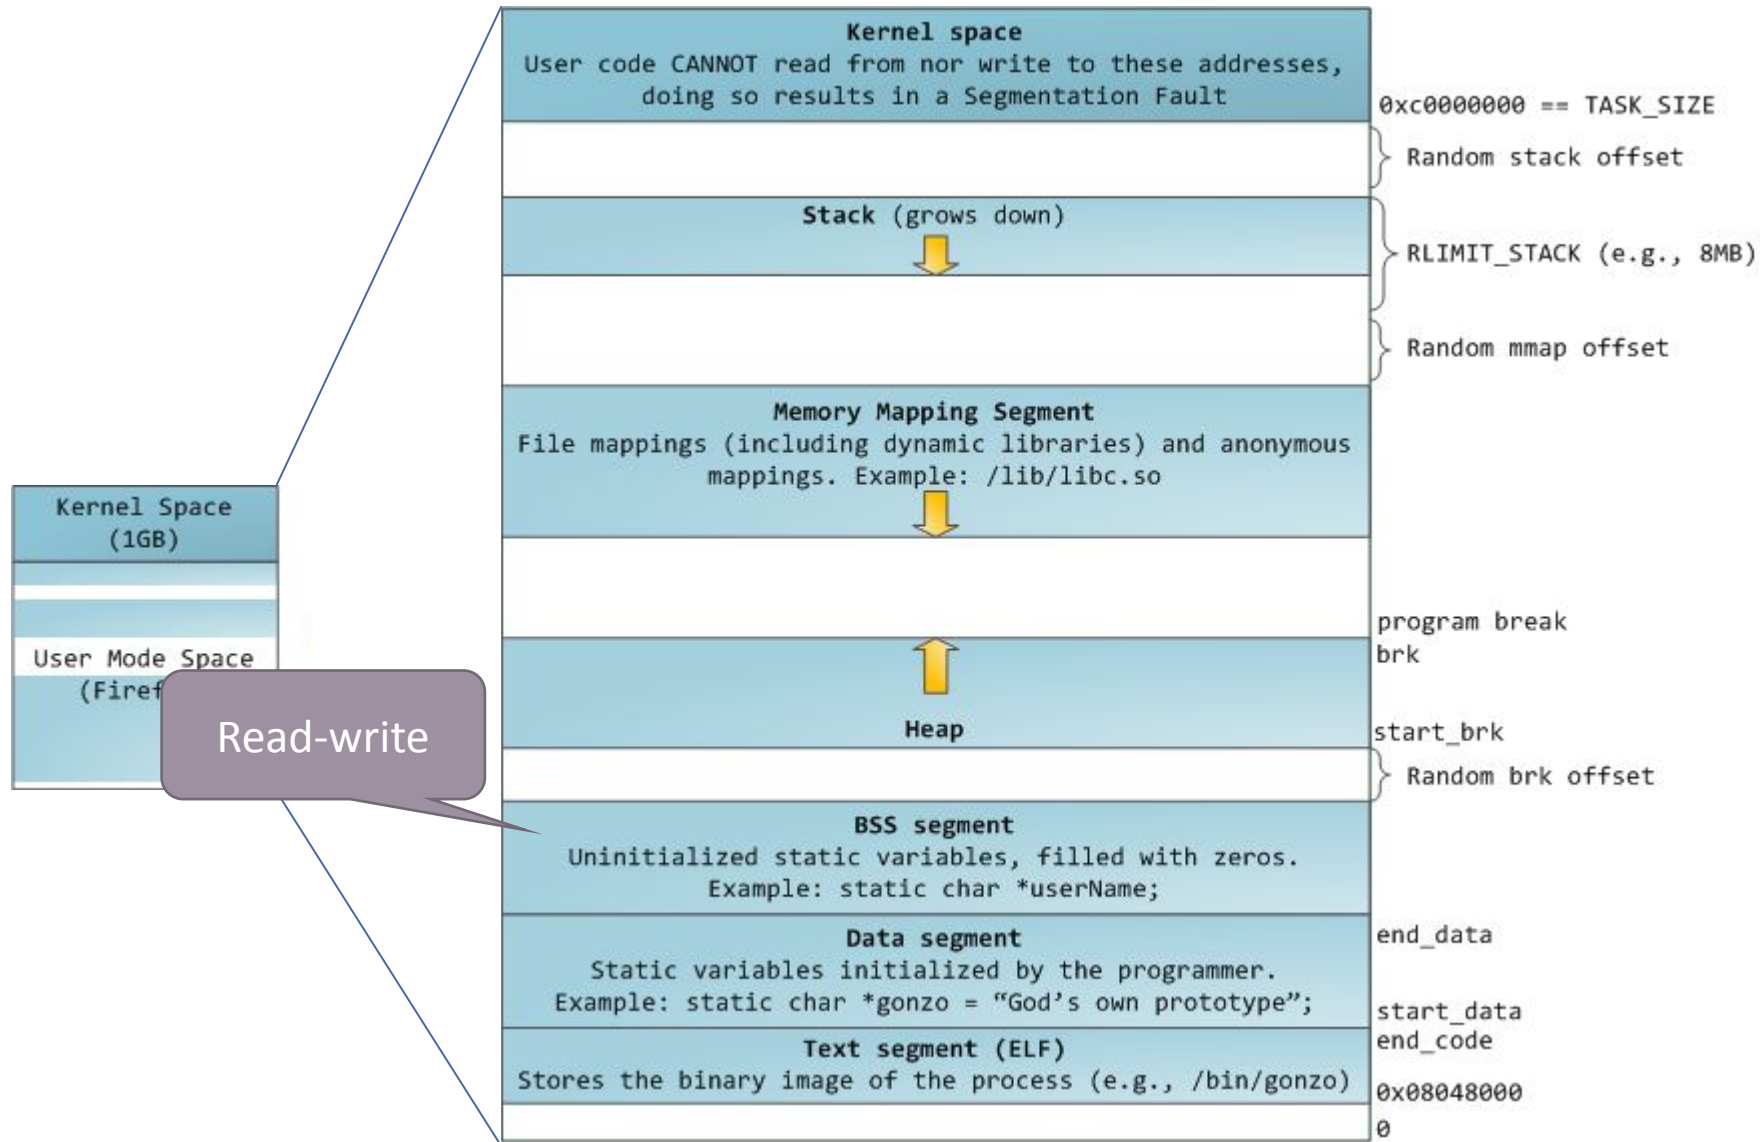 Kernel space
User code CANNOT read from nor write to these addresses,
doing so results in a Segmentation Fault
0xc0000000 == TASK_SIZE
Random stack offset
Stack (grows down)
RLIMIT_STACK (e.g., 8MB)
Random mmap offset
Memory Mapping Segment
File mappings (including dynamic libraries) and anonymous
mappings. Example: /lib/libc.so
Kernel Space
(1GB)
User Mode Space
(Firef
Read-write
program break
brk
Heap
start_brk
Random brk offset
BSS segment
Uninitialized static variables, filled with zeros.
Example: static char *userName;
end_data
Data segment
Static variables initialized by the programmer.
Example: static char *gonzo = “God’s own prototype”;
start_data
end_code
Text segment (ELF)
Stores the binary image of the process (e.g., /bin/gonzo)
0x08048000
0